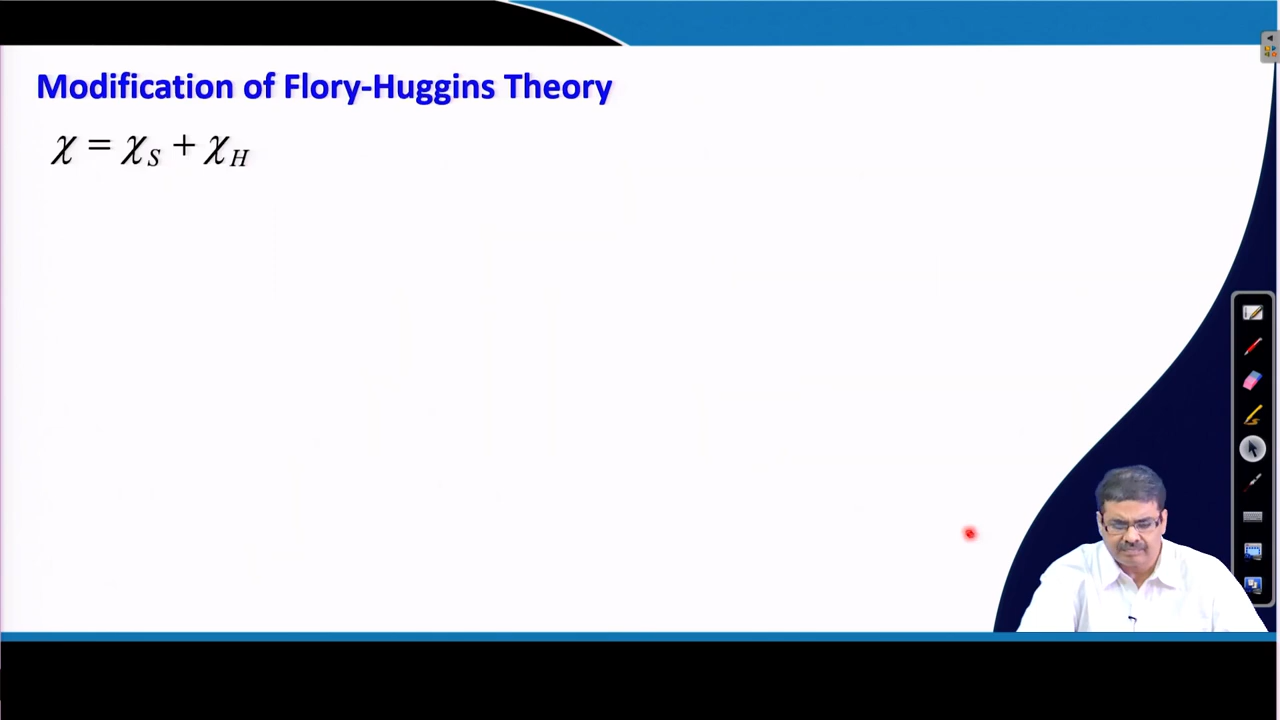 Modification of Flory-Huggins Theory
χ = χ_S + χ_H